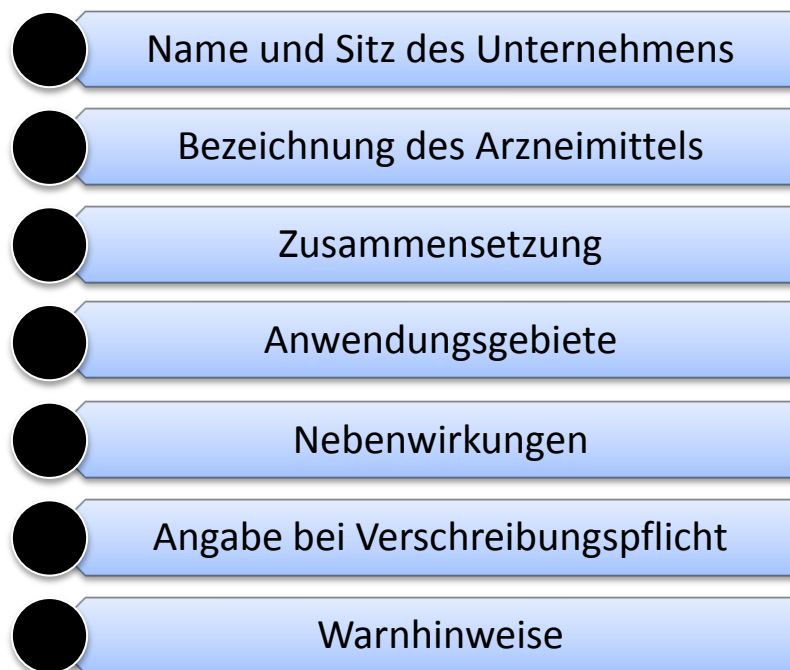 Name und Sitz des Unternehmens
Bezeichnung des Arzneimittels
Zusammensetzung
Anwendungsgebiete
Nebenwirkungen
Angabe bei Verschreibungspflicht
Warnhinweise